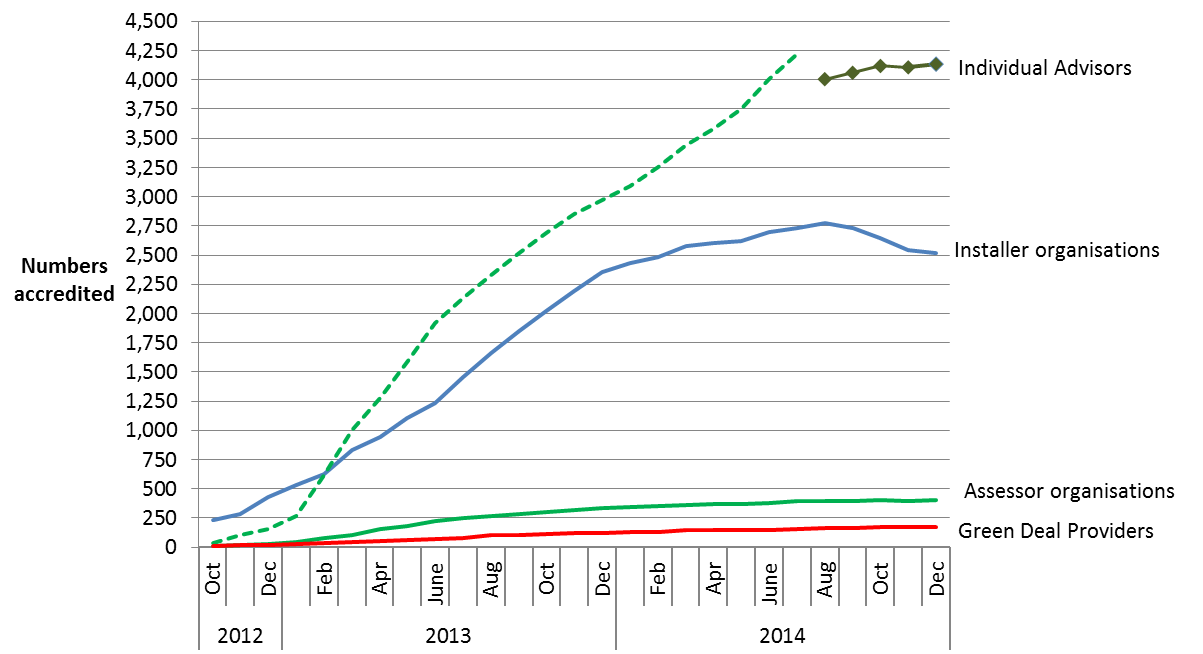 4,500
4,250
4,000
3,750
3,500
3,250
3,000
2,750
2,500
2,250
2,000
1,750
1,500
1,250
1,000
750
500
250
0
Numbers
accredited
Individual Advisors
Installer organisations
Assessor organisations
Green Deal Providers
Oct
Dec
Feb
Apr
June
Aug
Oct
Dec
Feb
Apr
June
Aug
Oct
Dec
2012
2013
2014